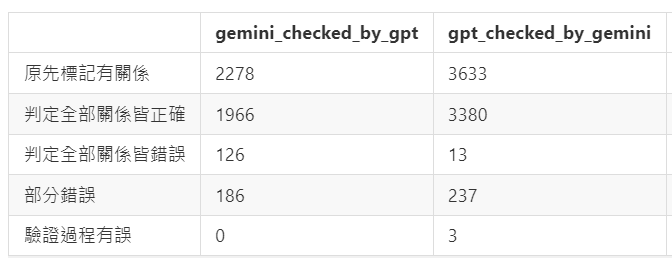 gemini_checked_by_gpt gpt_checked_by_gemini
原先標記有關係 2278 3633
判定全部關係皆正確 1966 3380
判定全部關係皆錯誤 126 13
部分錯誤 186 237
驗證過程有誤 0 3